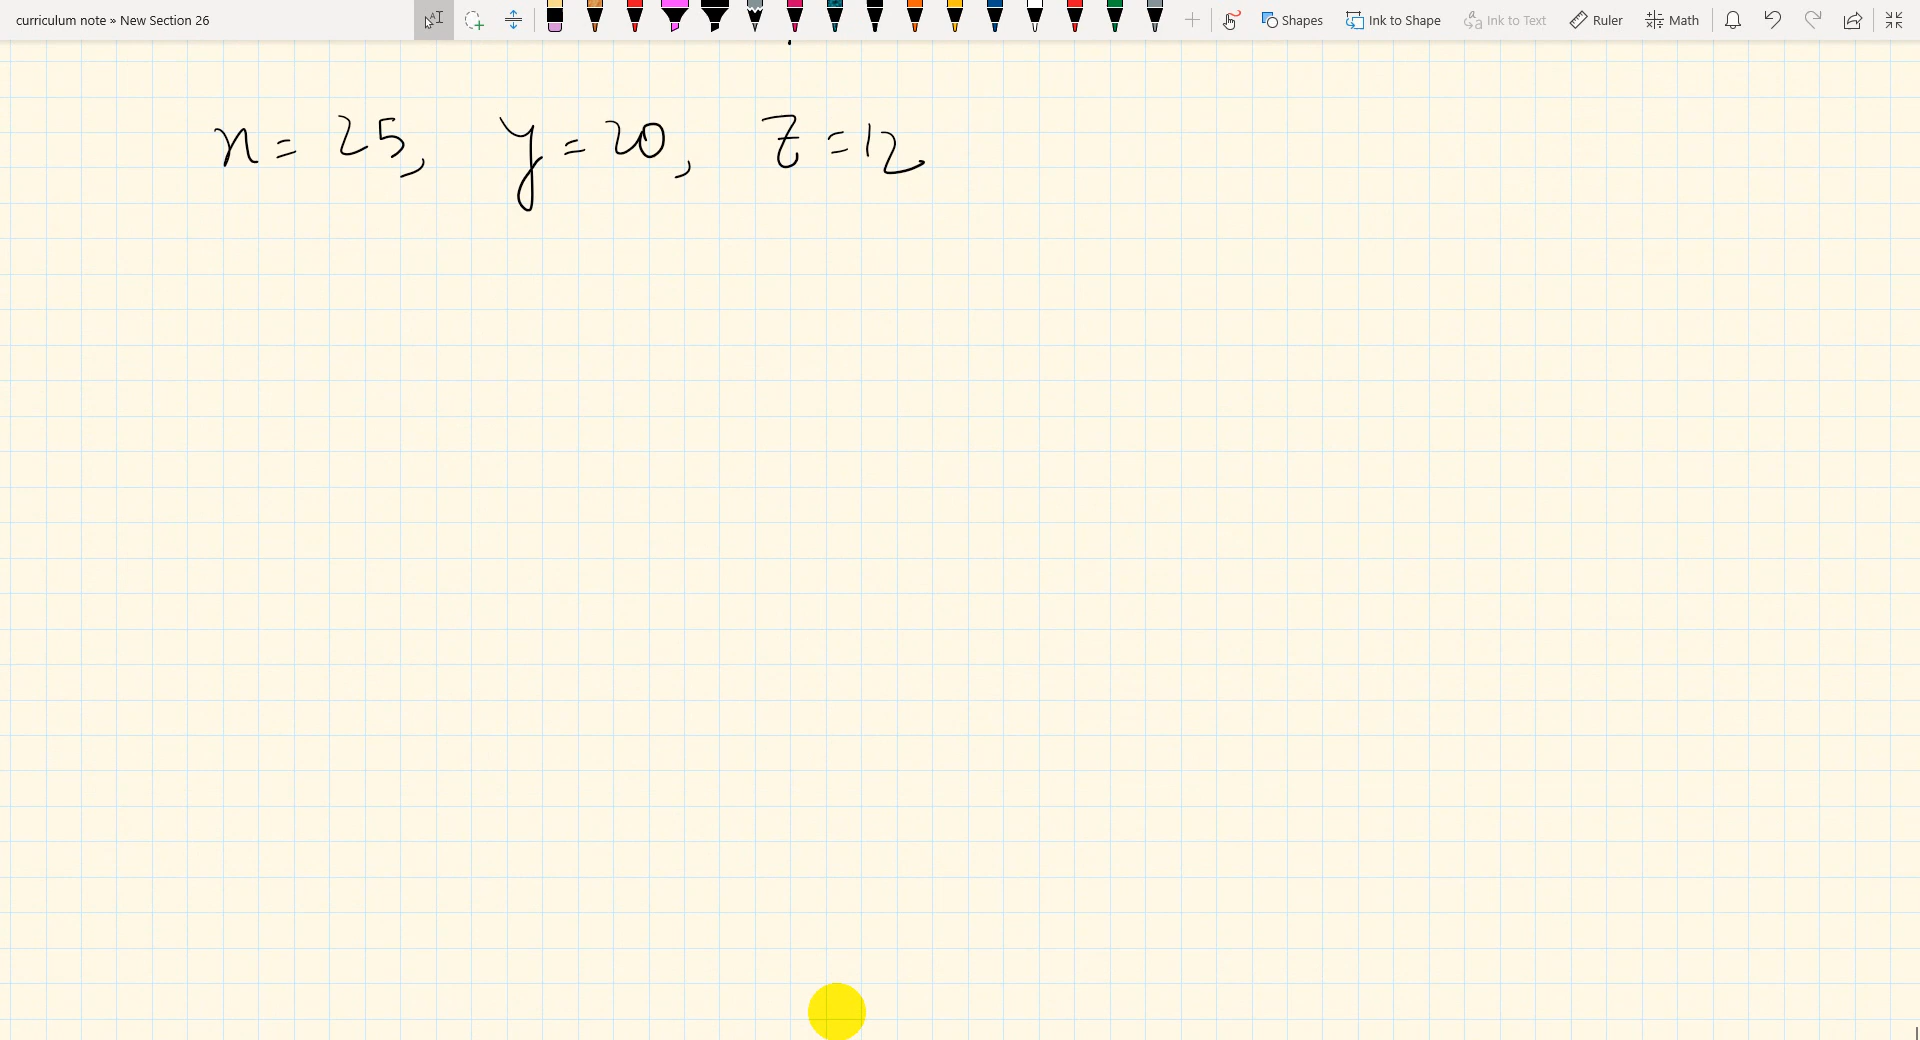 curriculum note » New Section 26
Shapes
Ink to Shape
Ink to Text
Ruler
Math
x = 25, y = 20, z = 12